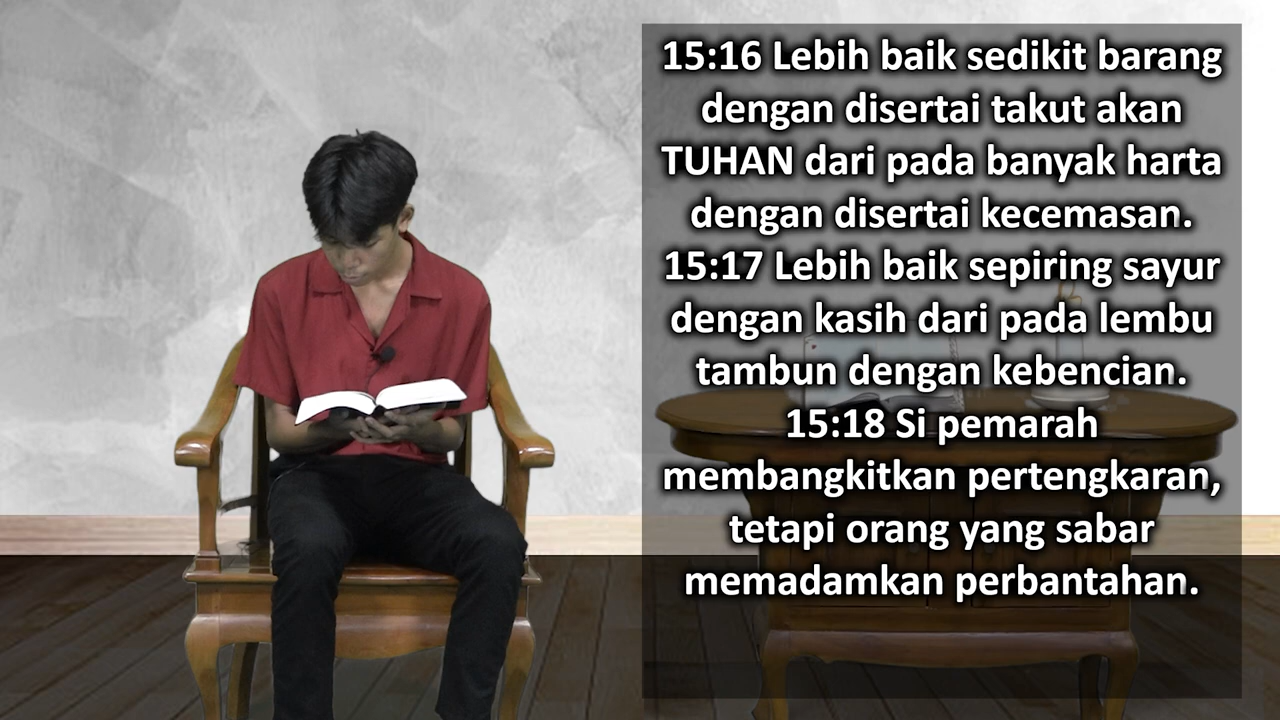 15:16 Lebih baik sedikit barang
dengan disertai takut akan
TUHAN dari pada banyak harta
dengan disertai kecemasan.
15:17 Lebih baik sepiring sayur
dengan kasih dari pada lembu
tambun dengan kebencian.
15:18 Si pemarah
membangkitkan pertengkaran,
tetapi orang yang sabar
memadamkan perbantahan.